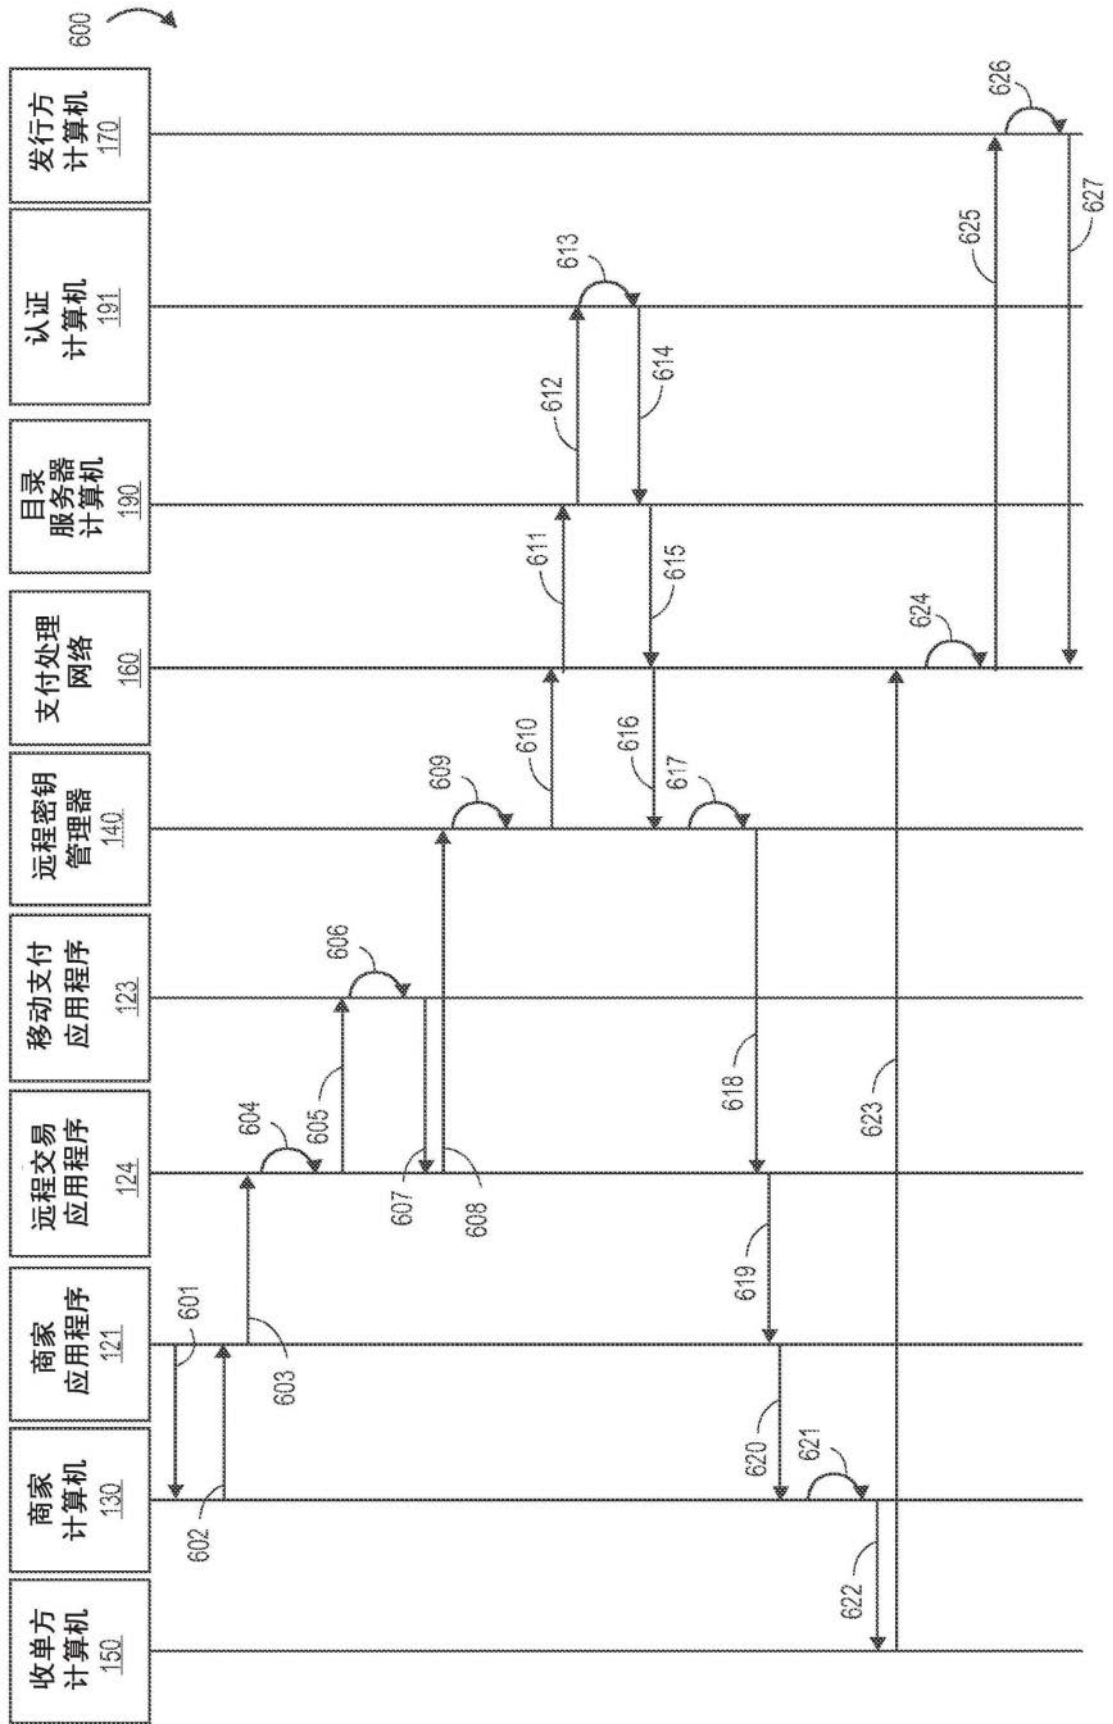 600
收单方
计算机
150
商家
计算机
130
商家
应用程序
121
远程交易
应用程序
124
移动支付
应用程序
123
远程密钥
管理器
140
支付处理
网络
160
目录
服务器
计算机
190
认证
计算机
191
发行方
计算机
170
601
602
603
604
605
606
607
608
609
610
611
612
613
614
615
616
617
618
619
620
621
622
623
624
625
626
627